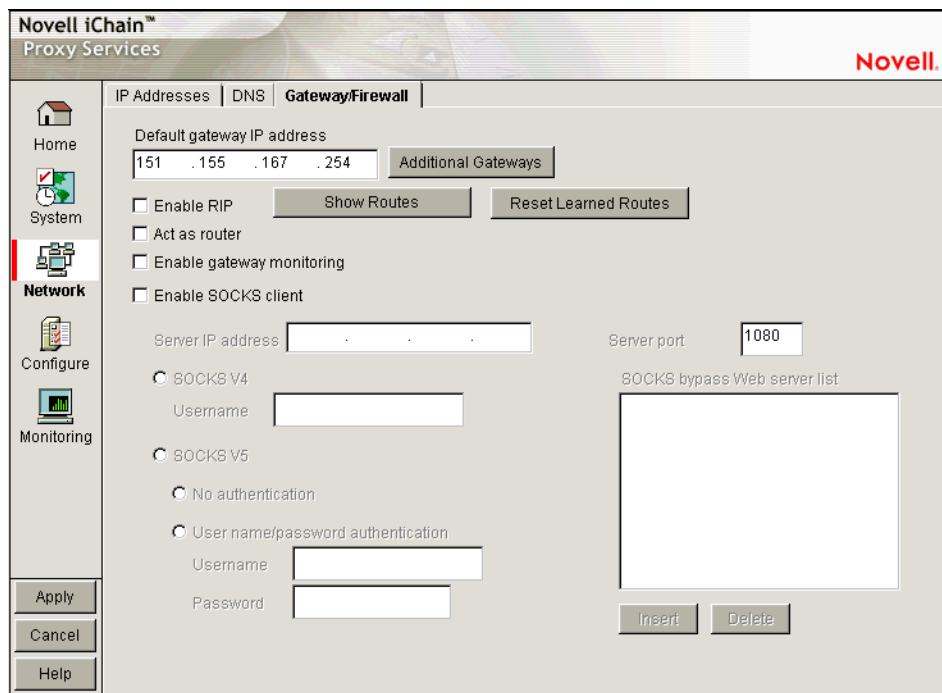 Novell iChain™
Proxy Services
Novell.
IP Addresses
DNS
Gateway/Firewall
Home
System
Network
Configure
Monitoring
Apply
Cancel
Help
Default gateway IP address
151 .155 .167 .254
Additional Gateways
Enable RIP
Show Routes
Reset Learned Routes
Act as router
Enable gateway monitoring
Enable SOCKS client
Server IP address . . .
Server port 1080
SOCKS V4
Username
SOCKS V5
No authentication
User name/password authentication
Username
Password
SOCKS bypass Web server list
Insert
Delete